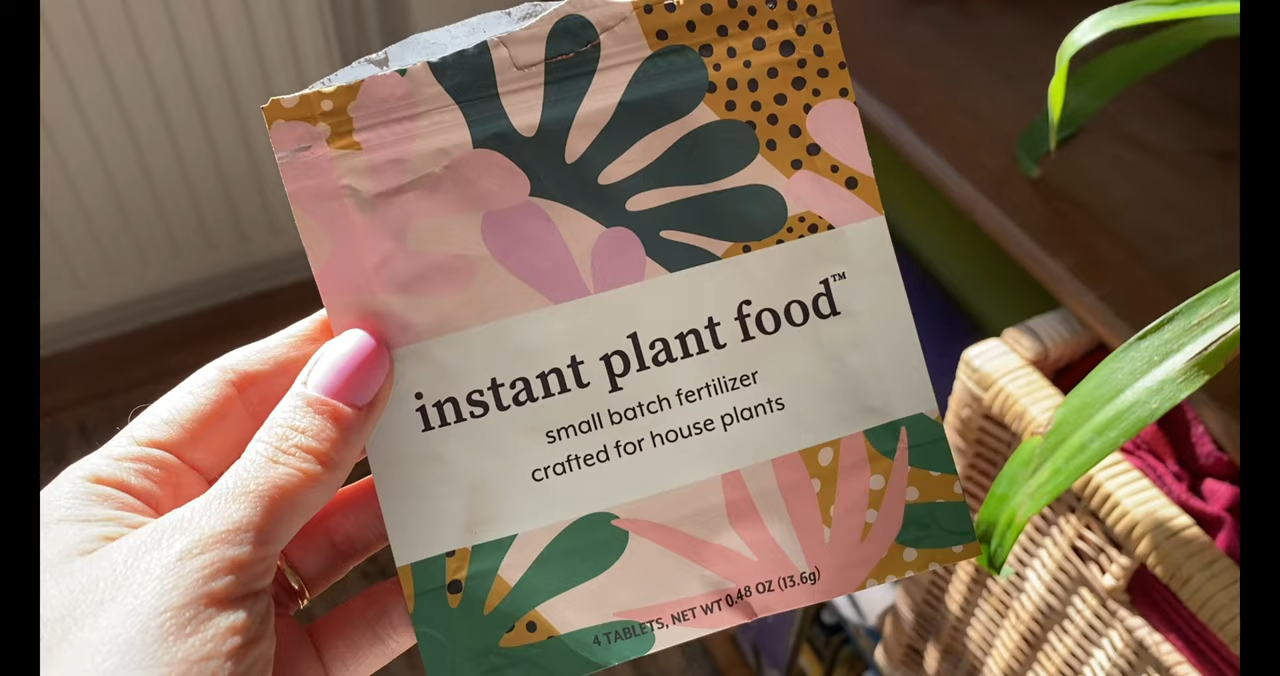 instant plant food™
small batch fertilizer
crafted for house plants
4 TABLETS, NET WT 0.48 OZ (13.6g)